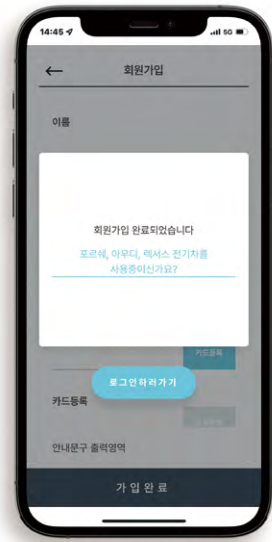 14:45
5G
회원가입
이름
회원가입 완료되었습니다
포르쉐, 아우디, 렉서스 전기차를
사용중이신가요?
카드등록
로그인하러가기
카드등록
안내문구 출력영역
가입완료